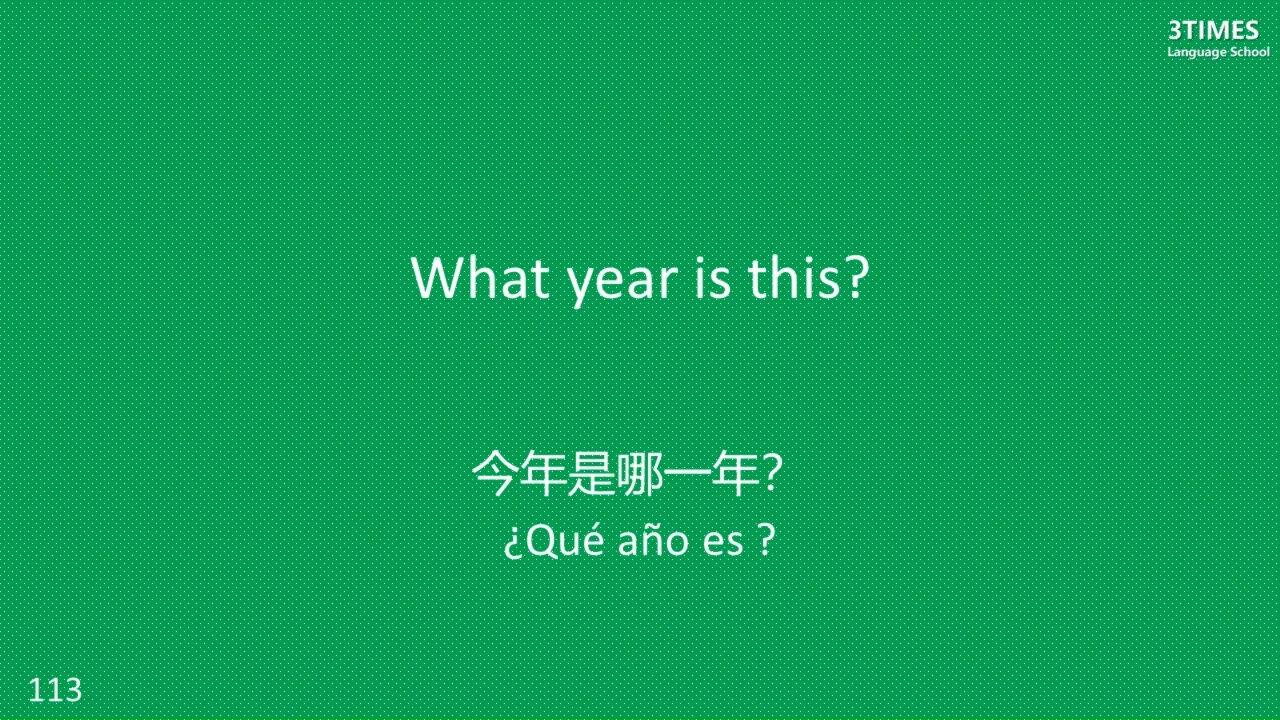 3TIMES
Language School
What year is this?
今年是哪一年?
¿Qué año es ?
113